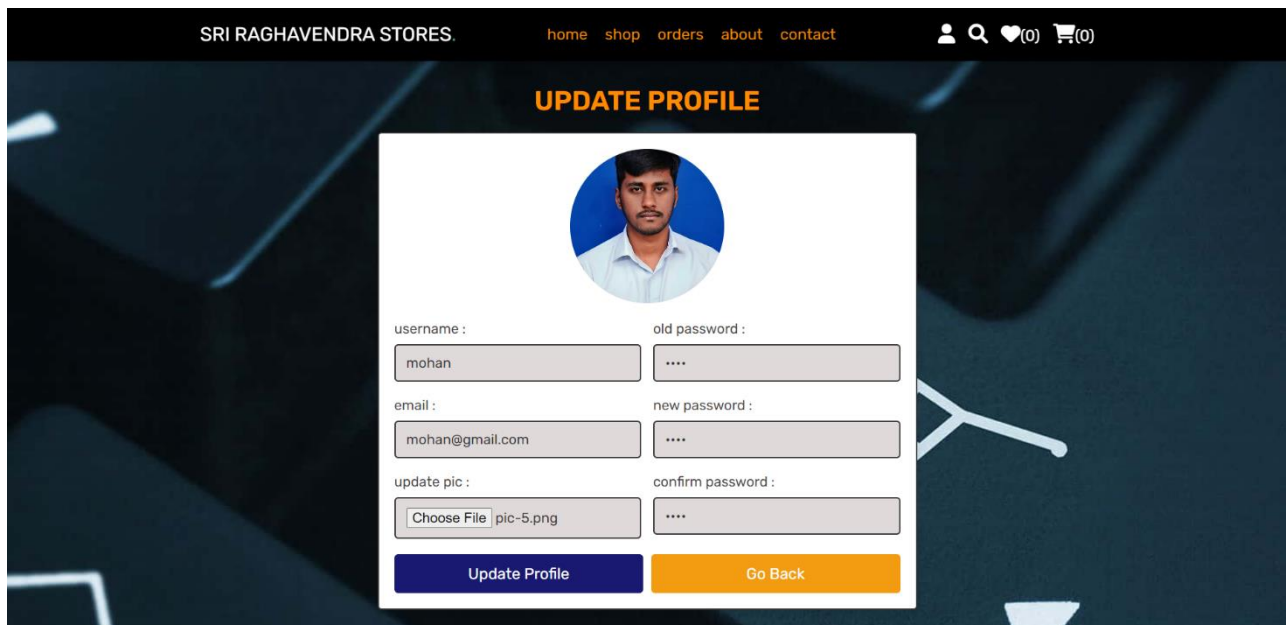 SRI RAGHAVENDRA STORES. home shop orders about contact (0) (0)
UPDATE PROFILE
username :
mohan
old password :
••••
email :
mohan@gmail.com
new password :
••••
update pic :
Choose File pic-5.png
confirm password :
••••
Update Profile
Go Back